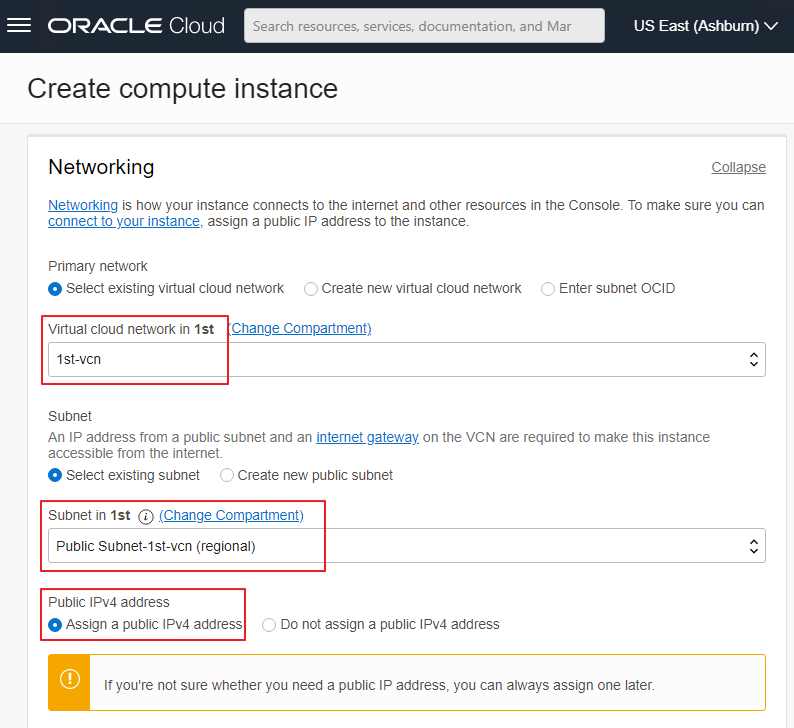 ORACLE Cloud
Search resources, services, documentation, and Mar
US East (Ashburn)
Create compute instance
Networking
Collapse
Networking is how your instance connects to the internet and other resources in the Console. To make sure you can
connect to your instance, assign a public IP address to the instance.
Primary network
Select existing virtual cloud network
Create new virtual cloud network
Enter subnet OCID
Virtual cloud network in 1st (Change Compartment)
1st-vcn
Subnet
An IP address from a public subnet and an internet gateway on the VCN are required to make this instance
accessible from the internet.
Select existing subnet
Create new public subnet
Subnet in 1st i (Change Compartment)
Public Subnet-1st-vcn (regional)
Public IPv4 address
Assign a public IPv4 address
Do not assign a public IPv4 address
If you're not sure whether you need a public IP address, you can always assign one later.